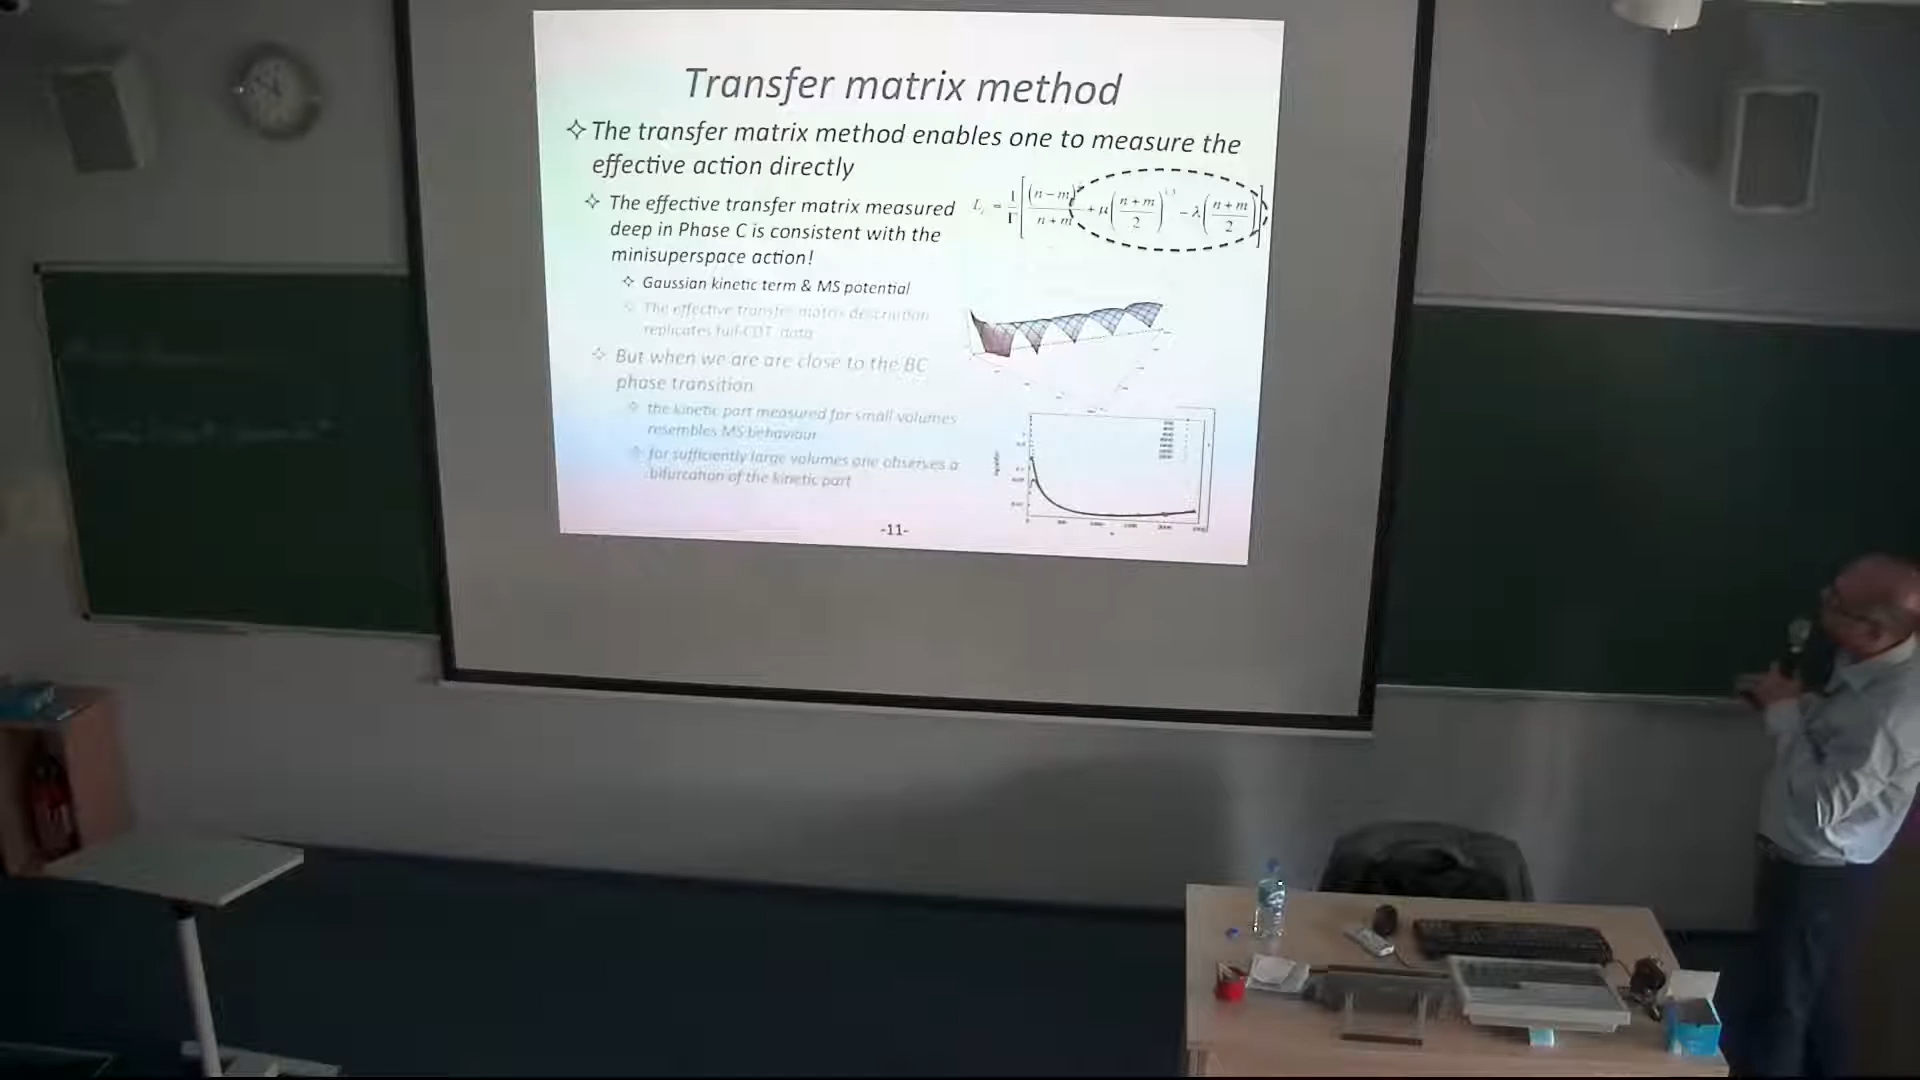 Transfer matrix method
✧ The transfer matrix method enables one to measure the
effective action directly
✧ The effective transfer matrix measured
deep in Phase C is consistent with the
minisuperspace action!
✧ Gaussian kinetic term & MS potential
✧ The effective transfer matrix description
replicates full CDT data
✧ But when we are are close to the BC
phase transition
✧ the kinetic part measured for small volumes
resembles MS behaviour
✧ for sufficiently large volumes one observes a
bifurcation of the kinetic part
-11-